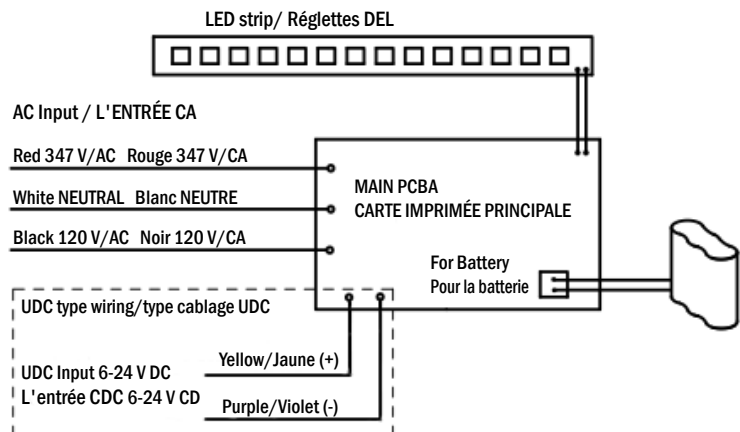 LED strip/ Réglettes DEL
AC Input / L'ENTRÉE CA
Red 347 V/AC Rouge 347 V/CA
White NEUTRAL Blanc NEUTRE
Black 120 V/AC Noir 120 V/CA
MAIN PCBA
CARTE IMPRIMÉE PRINCIPALE
For Battery
Pour la batterie
UDC type wiring/type cablage UDC
Yellow/Jaune (+)
UDC Input 6-24 V DC
L'entrée CDC 6-24 V CD
Purple/Violet (-)